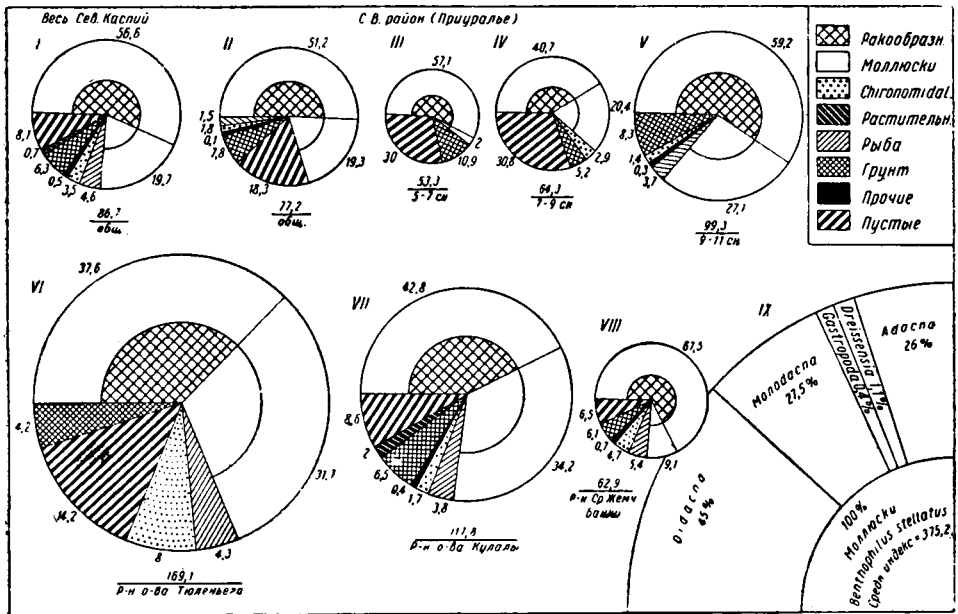 Весь Сев. Каспий
С В. район (Приуралье)
I
56,6
8,1
0,7
6,3
0,5
3,5
4,6
19,7
86,7
общ.
II
51,2
1,5
1,8
0,1
7,8
18,3
19,3
77,2
общ.
III
57,1
30
10,9
2
53,3
5-7 см
IV
40,7
30,8
5,2
2,9
64,3
7-9 см
V
59,2
20,4
8,3
1,4
0,3
3,7
27,1
99,3
9-11 см
Ракообразн.
Моллюски
Chironomidae
Растительн.
Рыба
Грунт
Прочие
Пустые
VI
37,6
4,2
14,2
8
4,3
31,7
169,1
Р-н о-ва Тюленьего
VII
42,8
8,6
2
6,5
0,4
1,7
3,8
34,2
117,8
Р-н о-ва Кулалы
VIII
67,5
6,5
6,1
0,7
4,7
5,4
9,1
62,9
Р-н Ср Жемч
банки
IX
Didacna
45%
Monodacna
27,5%
Gastropoda 0,4%
Dreissensia 1,1%
Adacna
26%
100%
Моллюски
Benthophilus stellatus
Средн индекс = 375,2